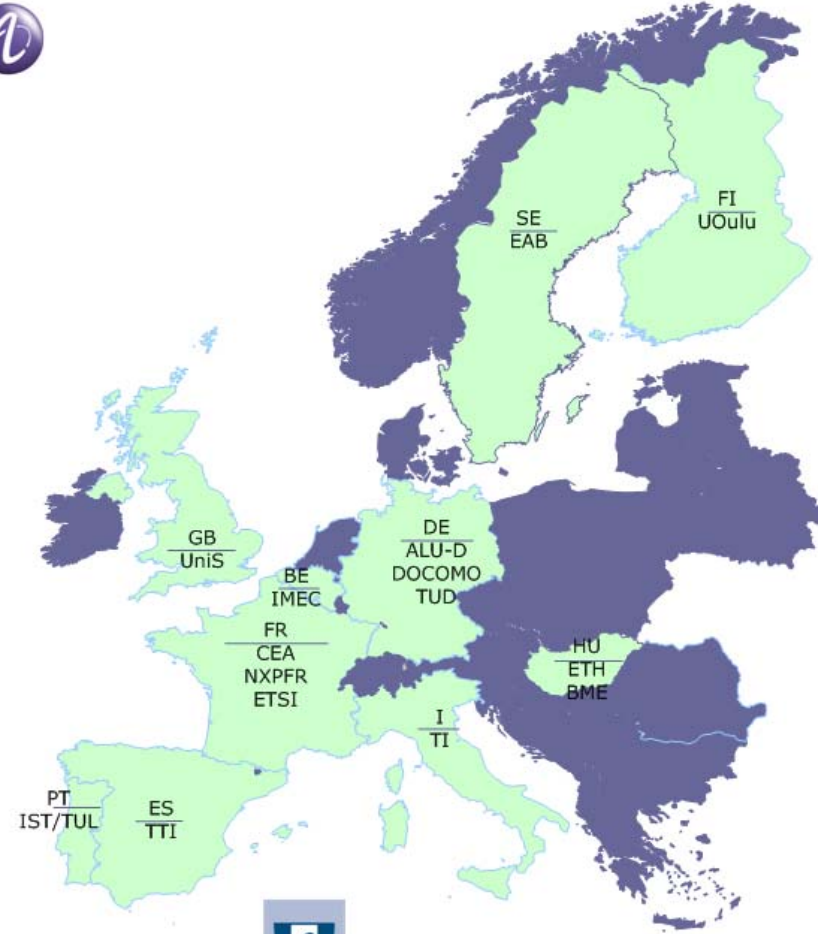 FI
UOulu
SE
EAB
GB
UniS
DE
ALU-D
DOCOMO
TUD
BE
IMEC
FR
CEA
NXPFR
ETSI
HU
ETH
BME
I
TI
PT
IST/TUL
ES
TTI